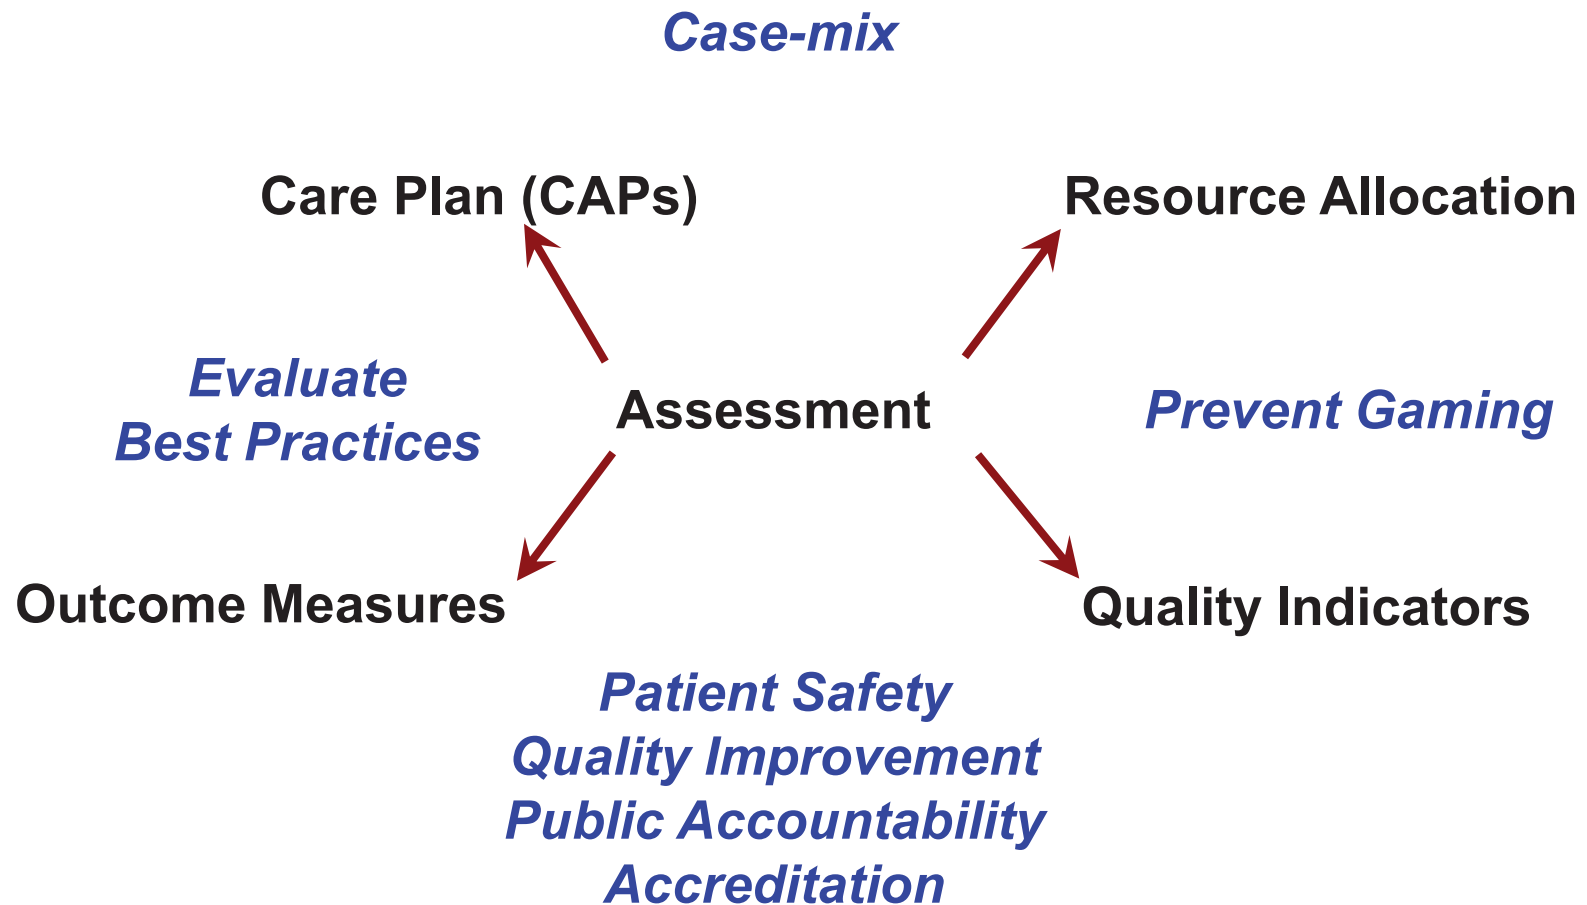 Case-mix
Care Plan (CAPs)
Resource Allocation
Evaluate
Best Practices
Assessment
Prevent Gaming
Outcome Measures
Quality Indicators
Patient Safety
Quality Improvement
Public Accountability
Accreditation